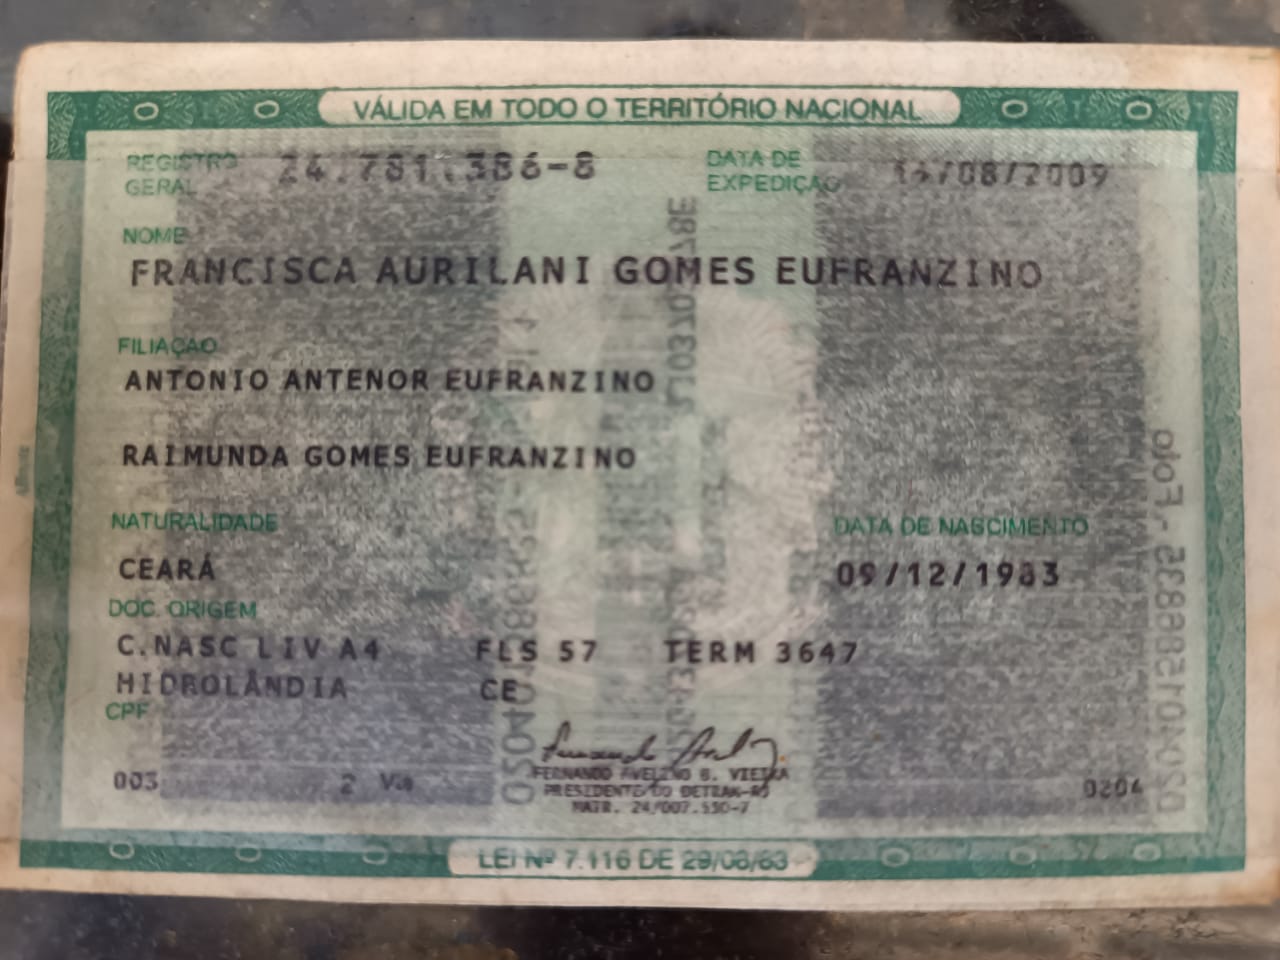 VÁLIDA EM TODO O TERRITÓRIO NACIONAL
REGISTRO GERAL 24.781.386-8 DATA DE EXPEDIÇÃO 14/08/2009
NOME
FRANCISCA AURILANI GOMES EUFRANZINO
FILIAÇÃO
ANTONIO ANTENOR EUFRANZINO
RAIMUNDA GOMES EUFRANZINO
NATURALIDADE DATA DE NASCIMENTO
CEARÁ 09/12/1983
DOC. ORIGEM
C.NASC LIV A4 FLS 57 TERM 3647
HIDROLÂNDIA CE
CPF
FERNANDO AVELINO B. VIEIRA
003 2 Via PRESIDENTE DO DETRAN-RJ 0204
MATR. 24/007.530-7
LEI Nº 7.116 DE 29/08/83